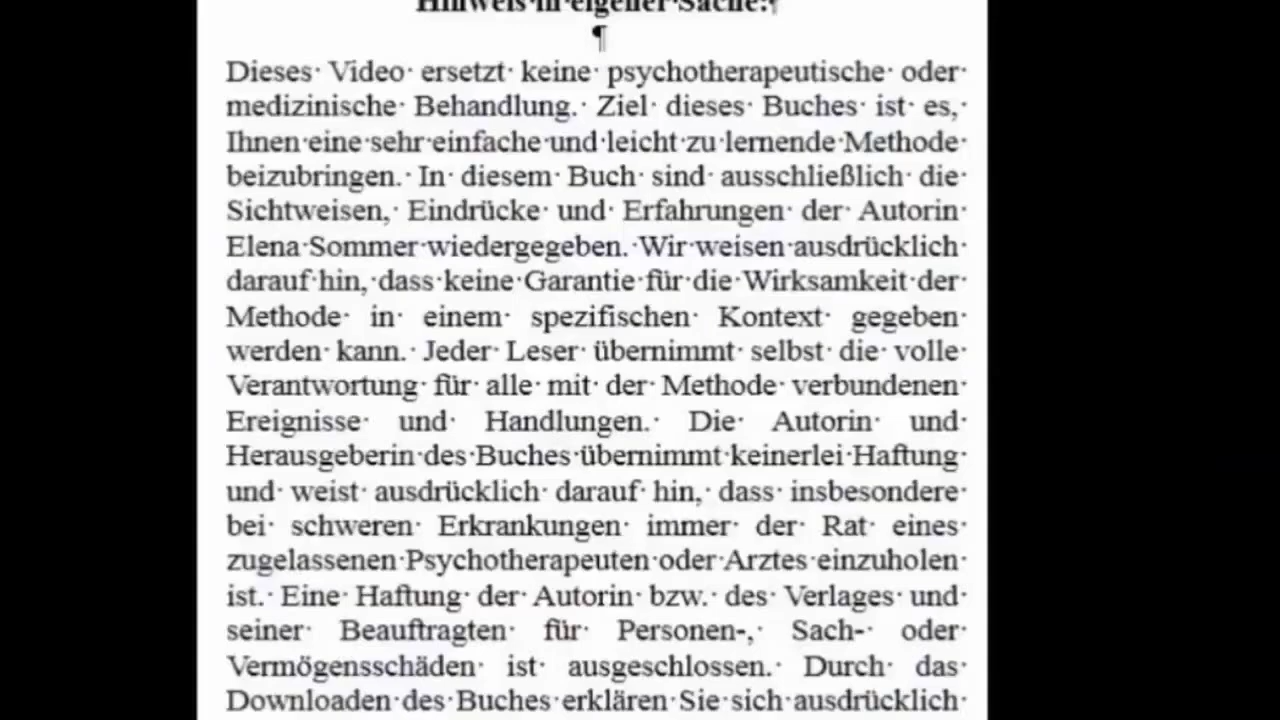 Hinweis in eigener Sache:¶
¶
Dieses Video ersetzt keine psychotherapeutische oder
medizinische Behandlung. Ziel dieses Buches ist es,
Ihnen eine sehr einfache und leicht zu lernende Methode
beizubringen. In diesem Buch sind ausschließlich die
Sichtweisen, Eindrücke und Erfahrungen der Autorin
Elena Sommer wiedergegeben. Wir weisen ausdrücklich
darauf hin, dass keine Garantie für die Wirksamkeit der
Methode in einem spezifischen Kontext gegeben
werden kann. Jeder Leser übernimmt selbst die volle
Verantwortung für alle mit der Methode verbundenen
Ereignisse und Handlungen. Die Autorin und
Herausgeberin des Buches übernimmt keinerlei Haftung
und weist ausdrücklich darauf hin, dass insbesondere
bei schweren Erkrankungen immer der Rat eines
zugelassenen Psychotherapeuten oder Arztes einzuholen
ist. Eine Haftung der Autorin bzw. des Verlages und
seiner Beauftragten für Personen-, Sach- oder
Vermögensschäden ist ausgeschlossen. Durch das
Downloaden des Buches erklären Sie sich ausdrücklich